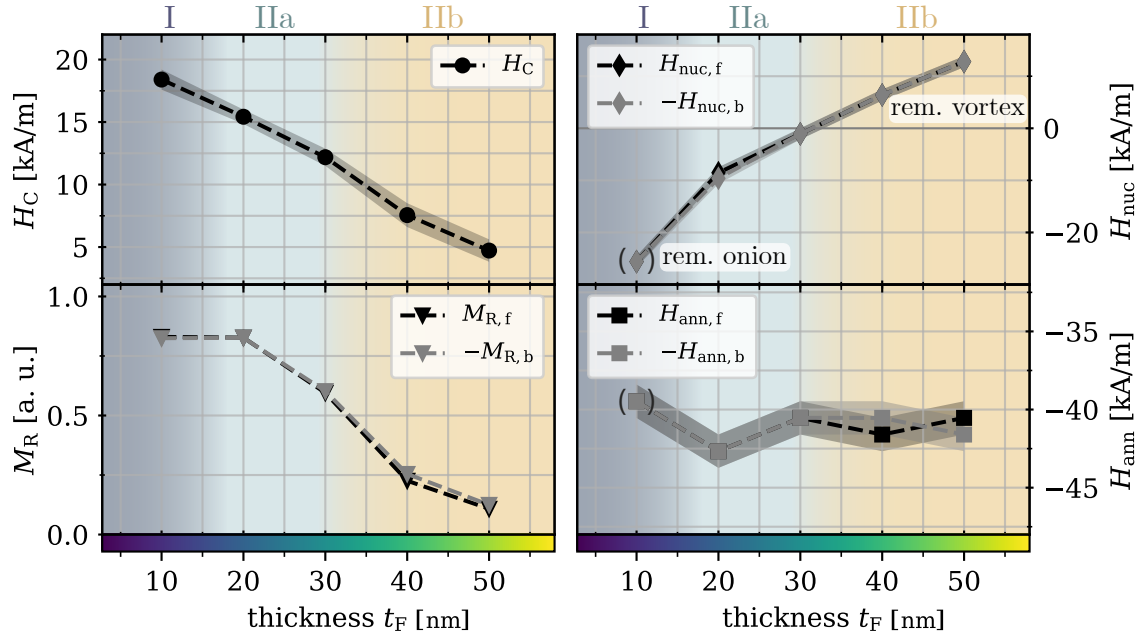 I IIa IIb I IIa IIb
20
15
10
5
H_C [kA/m]
H_C
H_nuc, f
−H_nuc, b
rem. vortex
rem. onion
( )
0
−20
H_nuc [kA/m]
1.0
0.5
0.0
M_R [a. u.]
M_R, f
−M_R, b
H_ann, f
−H_ann, b
( )
−35
−40
−45
H_ann [kA/m]
10 20 30 40 50
thickness t_F [nm]
10 20 30 40 50
thickness t_F [nm]